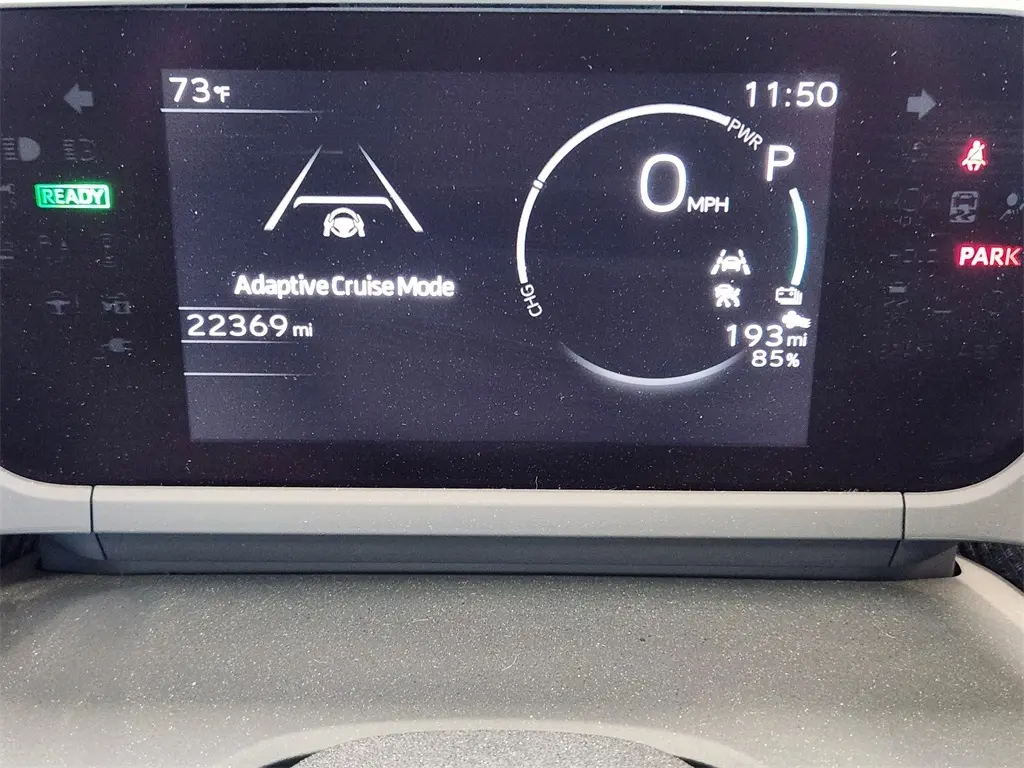 73°F
11:50
PWR
P
0 MPH
READY
PARK
Adaptive Cruise Mode
CHG
22369 mi
193 mi
85%